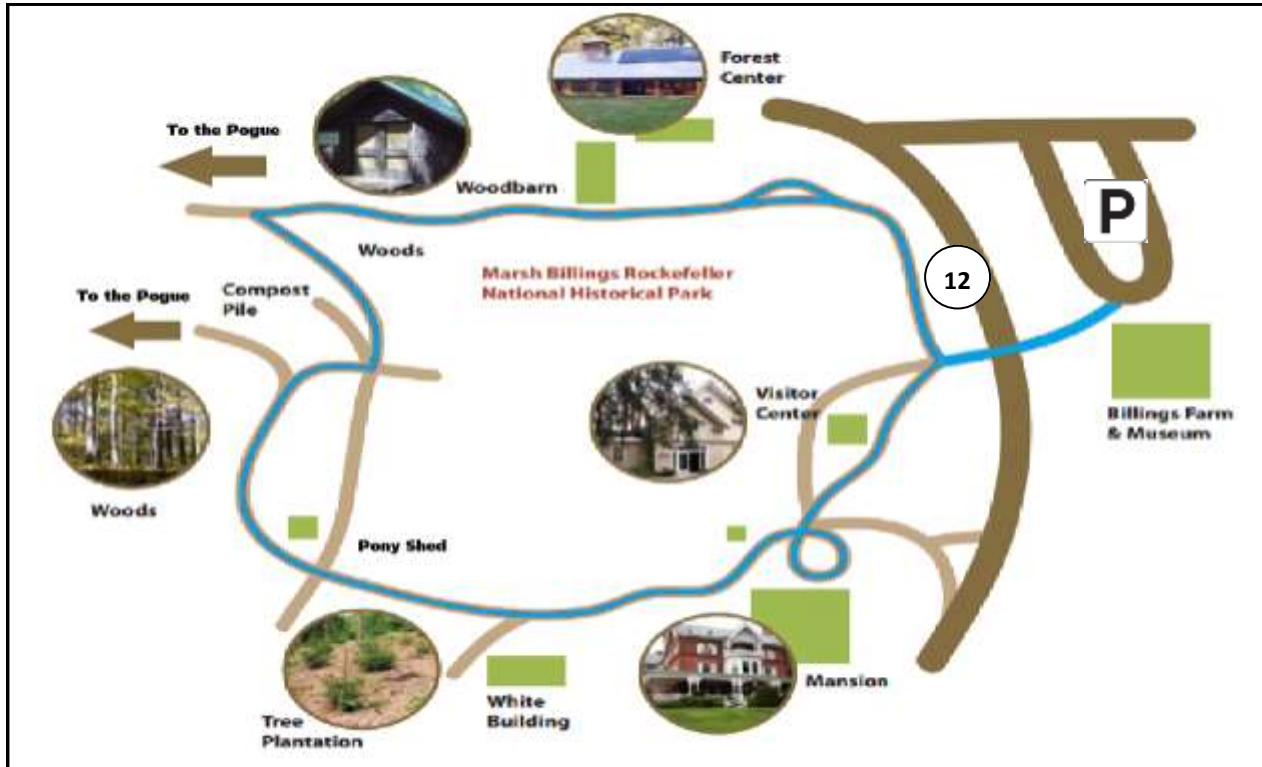 Forest
Center
To the Pogue
Woodbarn
P
Woods
Marsh Billings Rockefeller
National Historical Park
12
Compost
Pile
To the Pogue
Visitor
Center
Billings Farm
& Museum
Woods
Pony Shed
Mansion
White
Building
Tree
Plantation